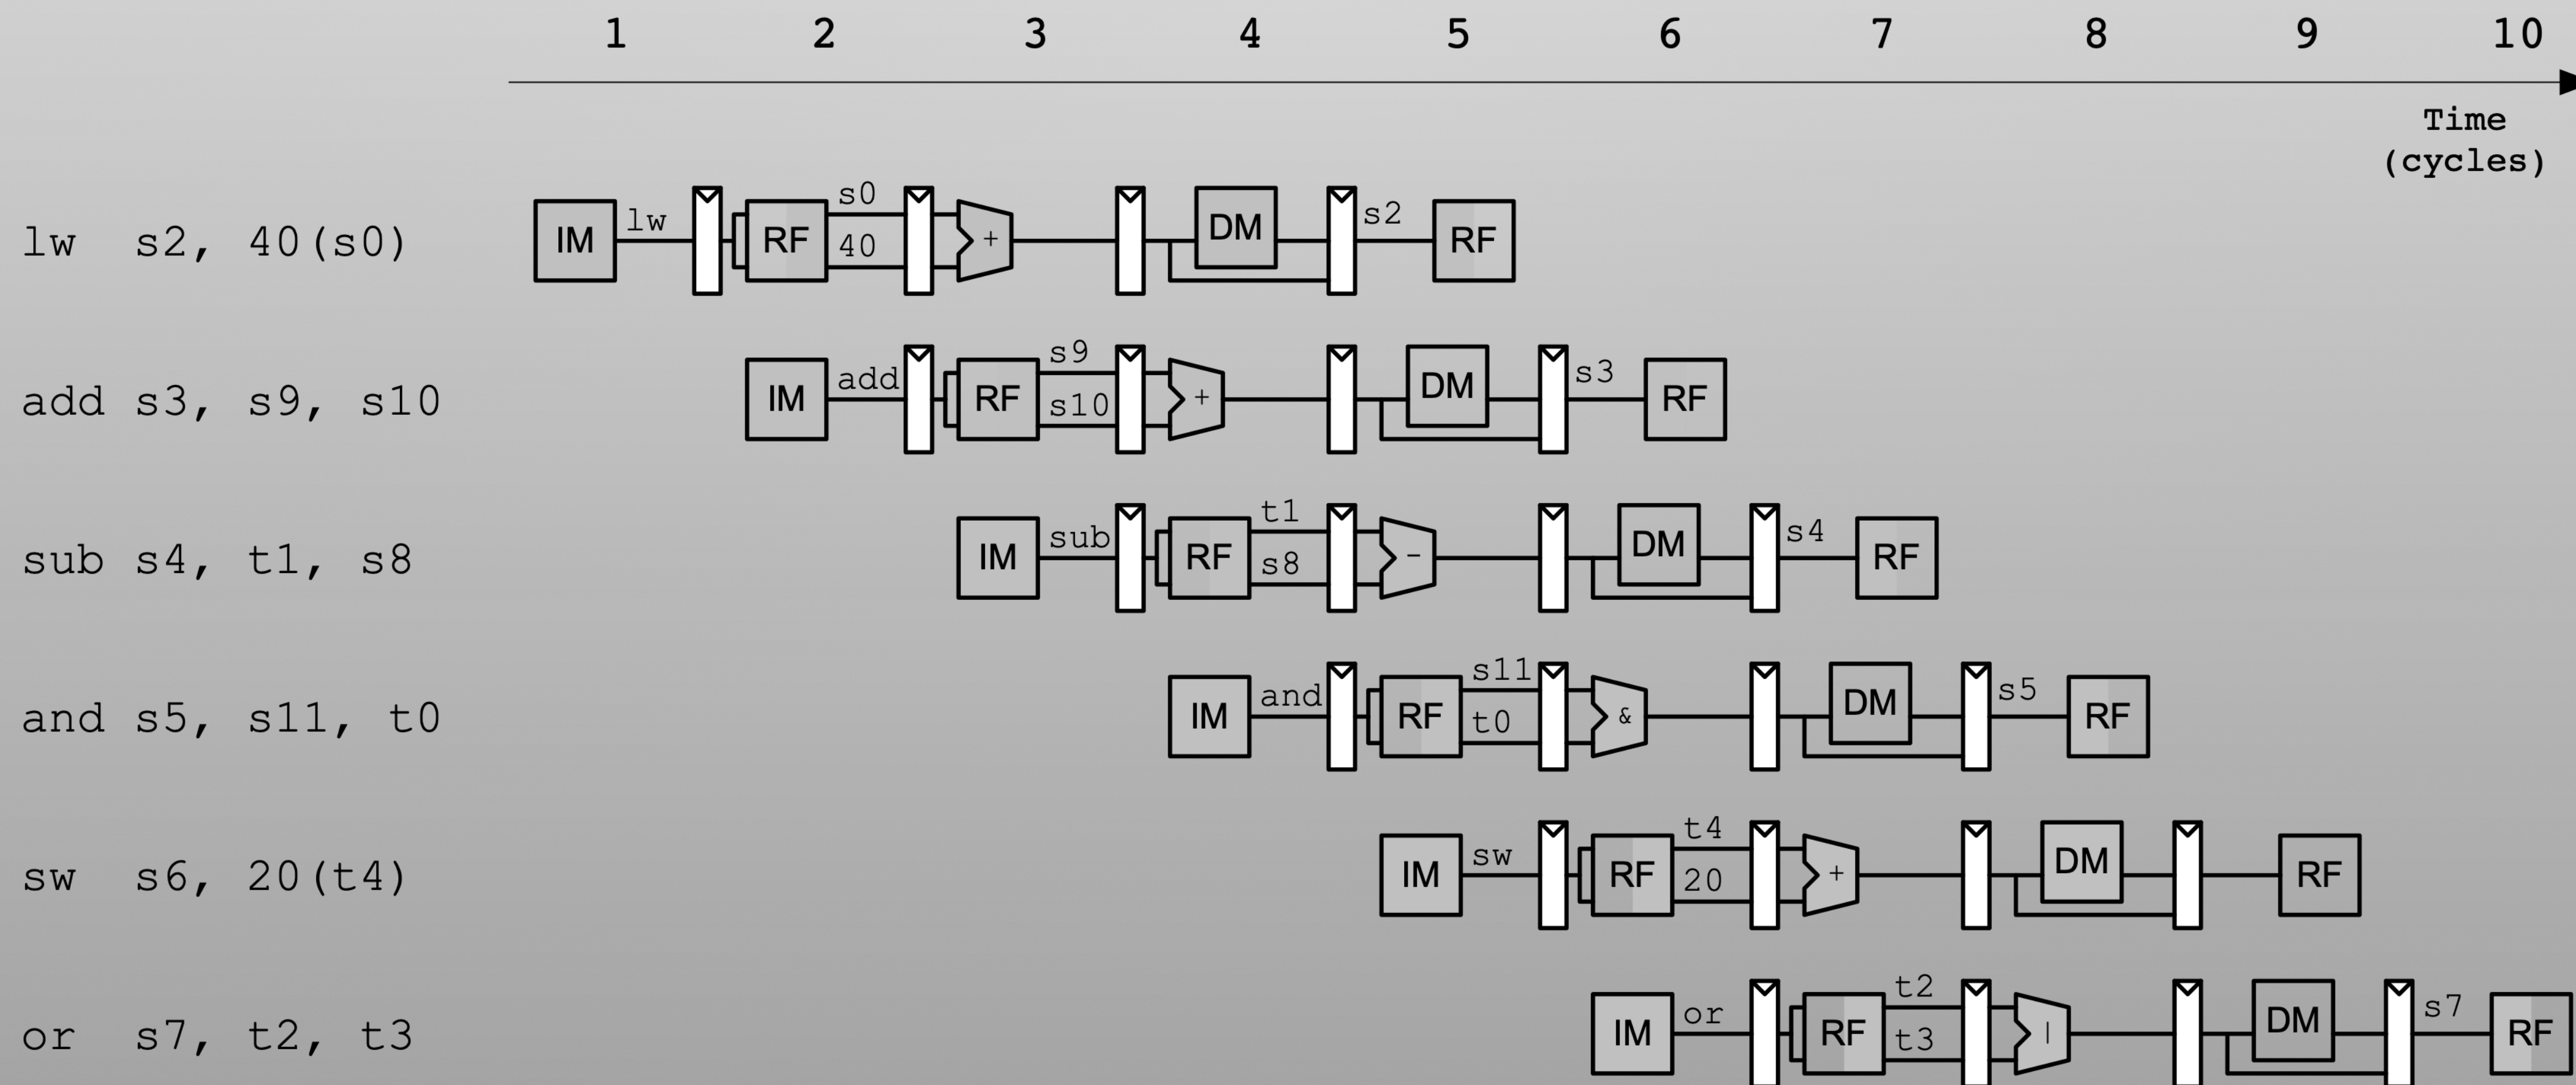 1 2 3 4 5 6 7 8 9 10
Time
(cycles)
lw s2, 40(s0) IM lw RF s0 40 + DM s2 RF
add s3, s9, s10 IM add RF s9 s10 + DM s3 RF
sub s4, t1, s8 IM sub RF t1 s8 - DM s4 RF
and s5, s11, t0 IM and RF s11 t0 & DM s5 RF
sw s6, 20(t4) IM sw RF t4 20 + DM RF
or s7, t2, t3 IM or RF t2 t3 | DM s7 RF